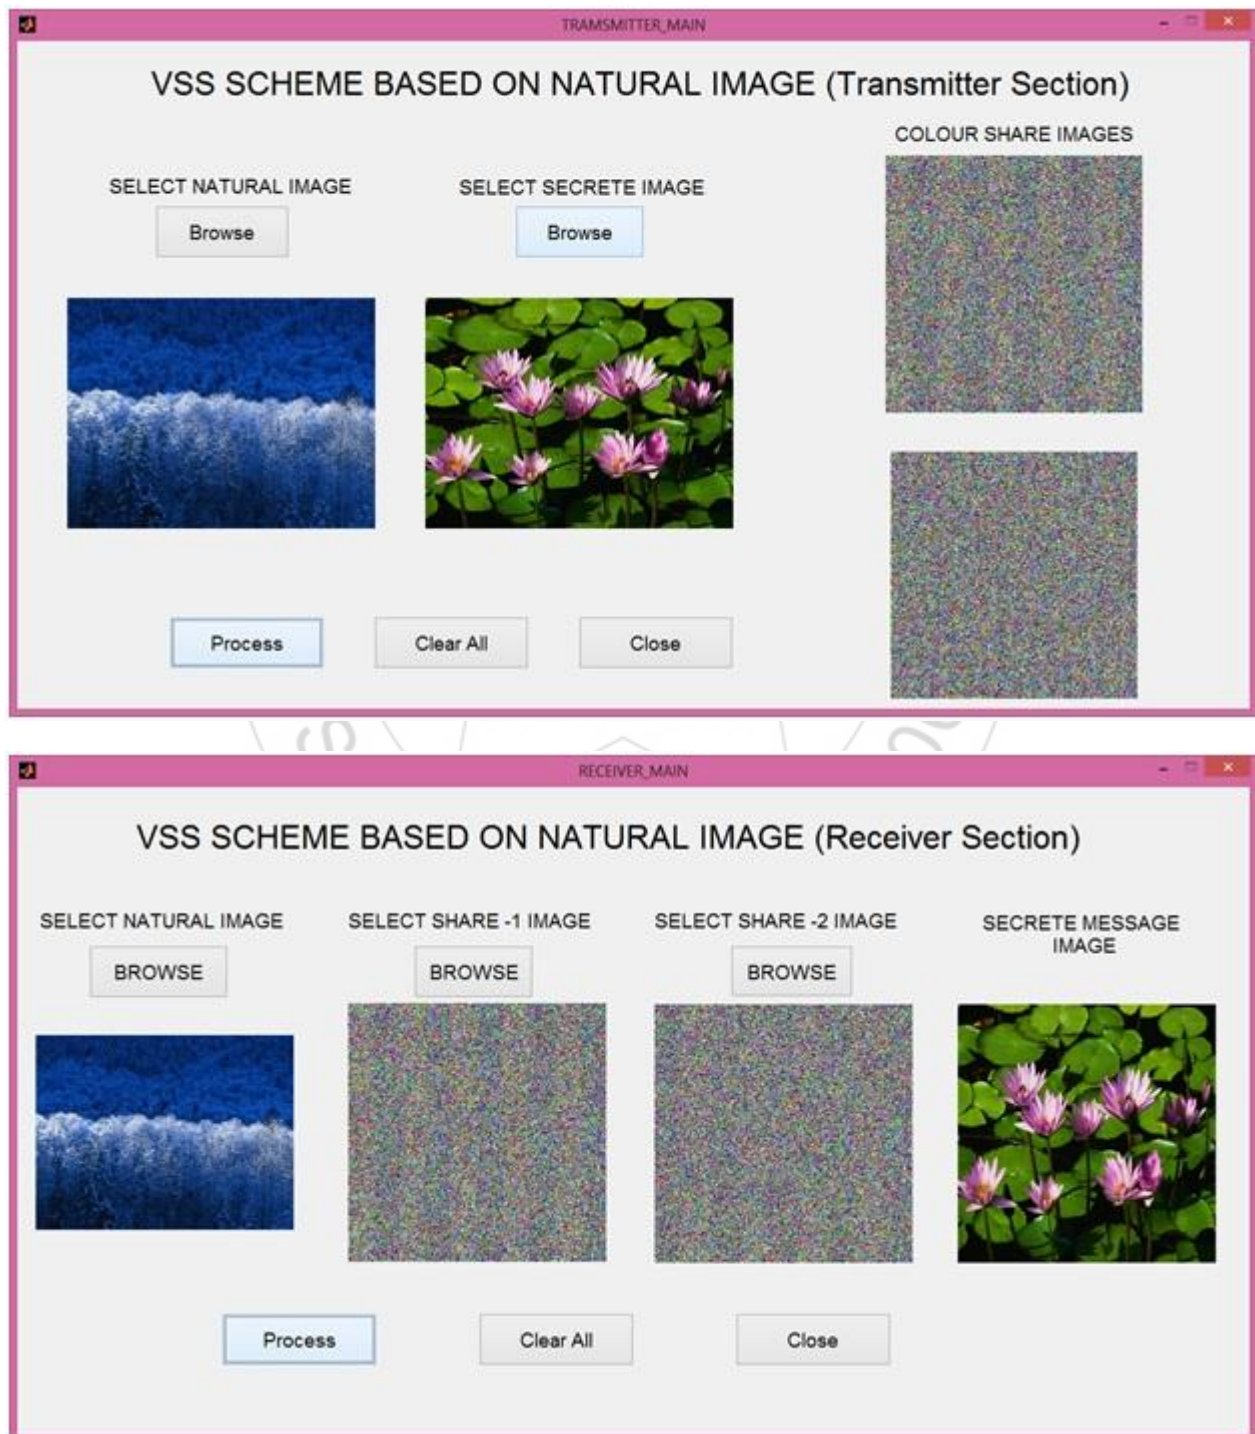 TRAMSMITTER_MAIN
VSS SCHEME BASED ON NATURAL IMAGE (Transmitter Section)
COLOUR SHARE IMAGES
SELECT NATURAL IMAGE
SELECT SECRETE IMAGE
Browse
Browse
Process
Clear All
Close
RECEIVER_MAIN
VSS SCHEME BASED ON NATURAL IMAGE (Receiver Section)
SELECT NATURAL IMAGE
SELECT SHARE -1 IMAGE
SELECT SHARE -2 IMAGE
SECRETE MESSAGE
IMAGE
BROWSE
BROWSE
BROWSE
Process
Clear All
Close